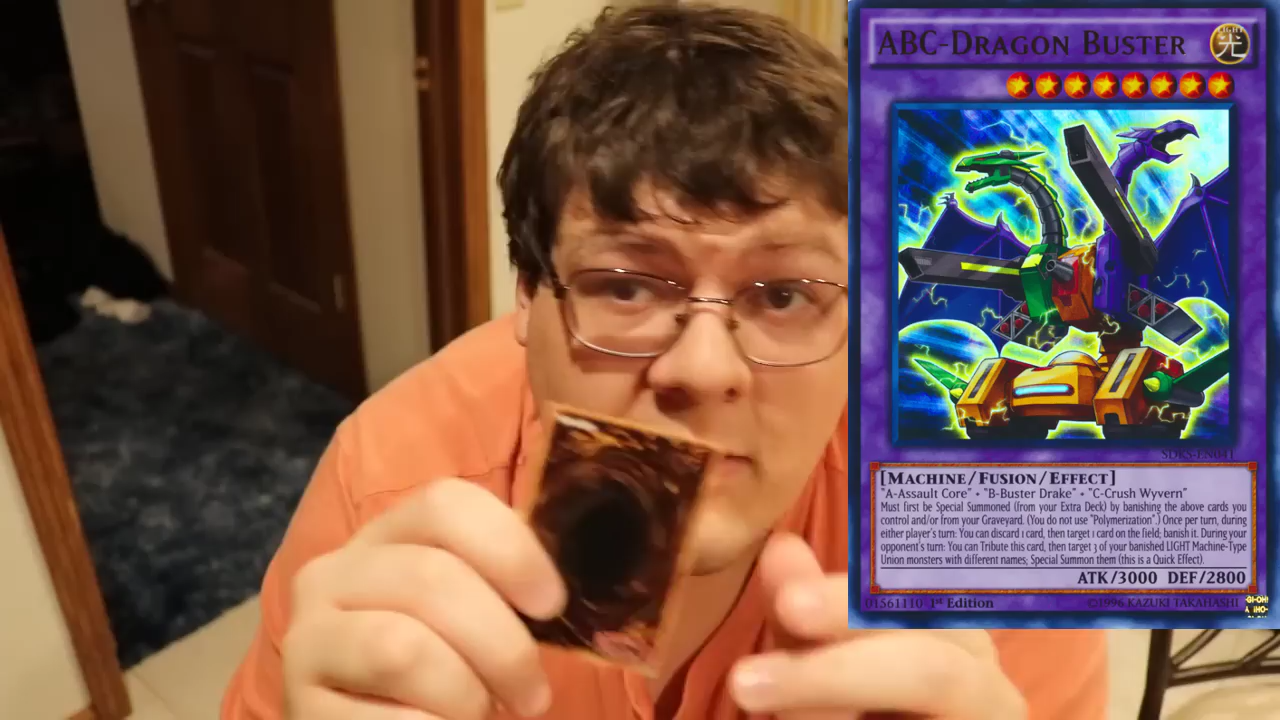 ABC-Dragon Buster
LIGHT
光
SDKS-EN041
[Machine/Fusion/Effect]
"A-Assault Core" + "B-Buster Drake" + "C-Crush Wyvern"
Must first be Special Summoned (from your Extra Deck) by banishing the above cards you
control and/or from your Graveyard. (You do not use "Polymerization".) Once per turn, during
either player's turn: You can discard 1 card, then target 1 card on the field; banish it. During your
opponent's turn: You can Tribute this card, then target 3 of your banished LIGHT Machine-Type
Union monsters with different names; Special Summon them (this is a Quick Effect).
ATK/3000 DEF/2800
01561110 1st Edition ©1996 KAZUKI TAKAHASHI